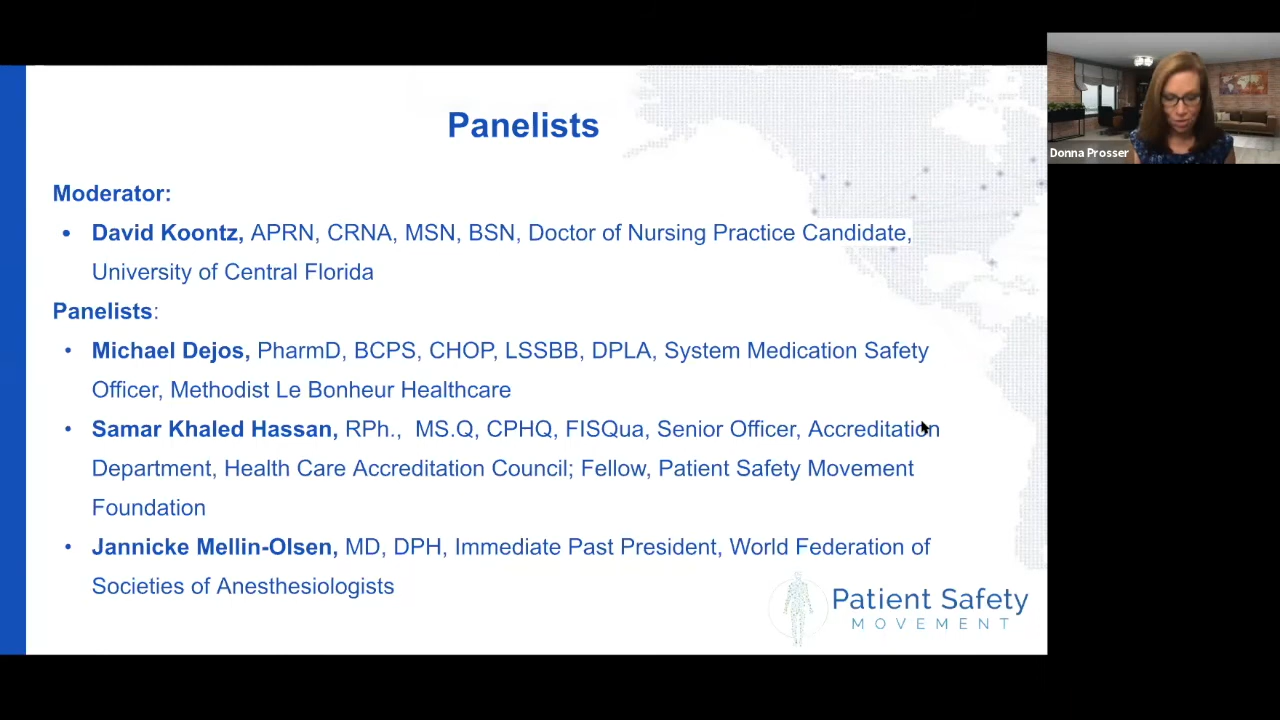 Panelists
Moderator:
• David Koontz, APRN, CRNA, MSN, BSN, Doctor of Nursing Practice Candidate,
University of Central Florida
Panelists:
• Michael Dejos, PharmD, BCPS, CHOP, LSSBB, DPLA, System Medication Safety
Officer, Methodist Le Bonheur Healthcare
• Samar Khaled Hassan, RPh.,  MS.Q, CPHQ, FISQua, Senior Officer, Accreditation
Department, Health Care Accreditation Council; Fellow, Patient Safety Movement
Foundation
• Jannicke Mellin-Olsen, MD, DPH, Immediate Past President, World Federation of
Societies of Anesthesiologists
Patient Safety
MOVEMENT
Donna Prosser